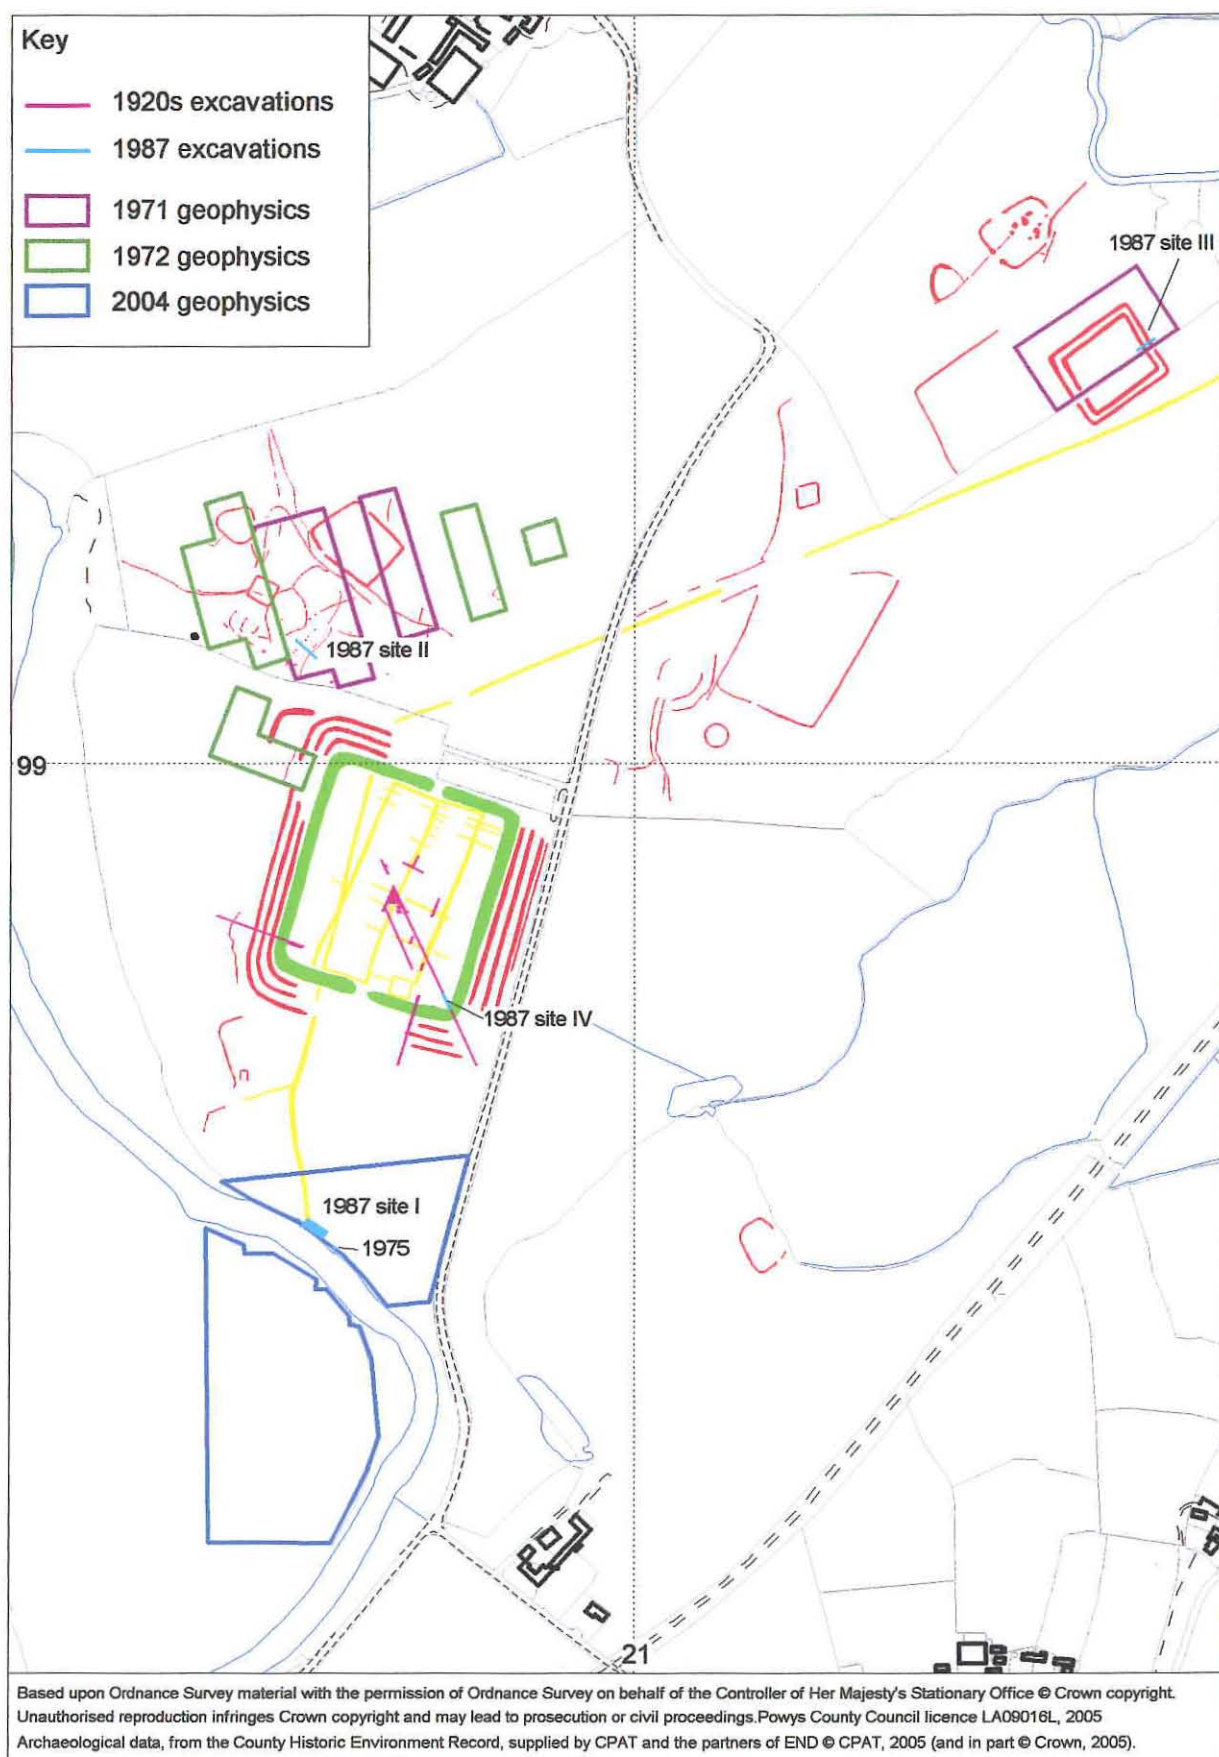 Key
1920s excavations
1987 excavations
1971 geophysics
1972 geophysics
2004 geophysics
1987 site III
1987 site II
99
1987 site IV
1987 site I
1975
21
Based upon Ordnance Survey material with the permission of Ordnance Survey on behalf of the Controller of Her Majesty's Stationary Office © Crown copyright.
Unauthorised reproduction infringes Crown copyright and may lead to prosecution or civil proceedings.Powys County Council licence LA09016L, 2005
Archaeological data, from the County Historic Environment Record, supplied by CPAT and the partners of END © CPAT, 2005 (and in part © Crown, 2005).